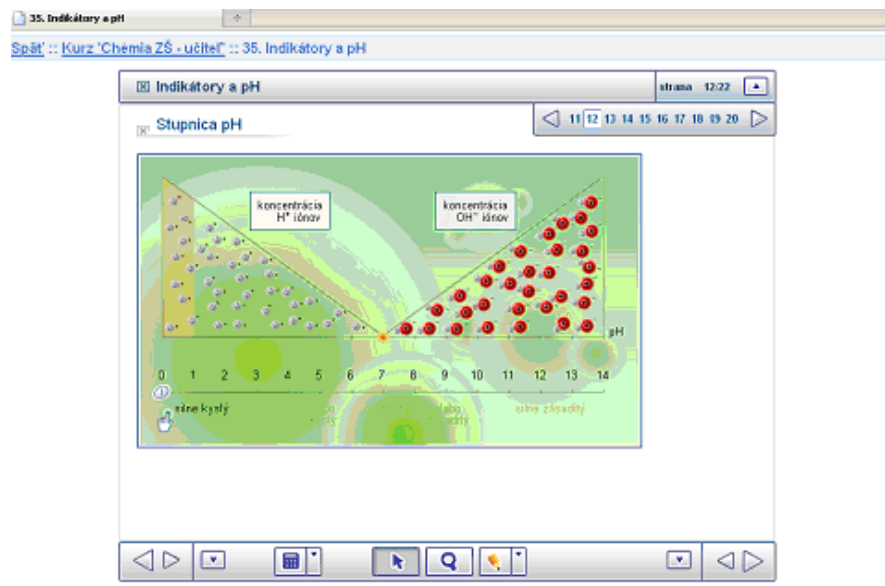 35. Indikátory a pH
Späť :: Kurz 'Chémia ZŠ - učiteľ' :: 35. Indikátory a pH
Indikátory a pH
strana 12/22
Stupnica pH
11 12 13 14 15 16 17 18 19 20
koncentrácia
H⁺ iónov
koncentrácia
OH⁻ iónov
pH
0 1 2 3 4 5 6 7 8 9 10 11 12 13 14
silne kyslý
silne zásaditý